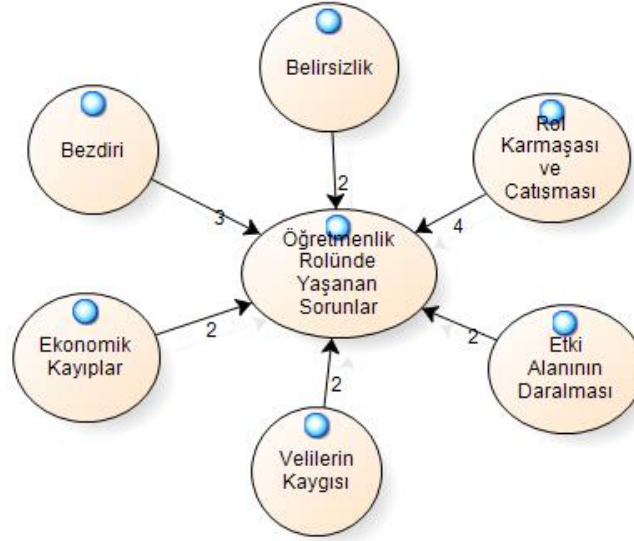 Belirsizlik
Bezdiri
Rol
Karmaşası
ve
Çatışması
2
3
4
Öğretmenlik
Rolünde
Yaşanan
Sorunlar
Ekonomik
Kayıplar
2
2
Etki
Alanının
Daralması
2
Velilerin
Kaygısı